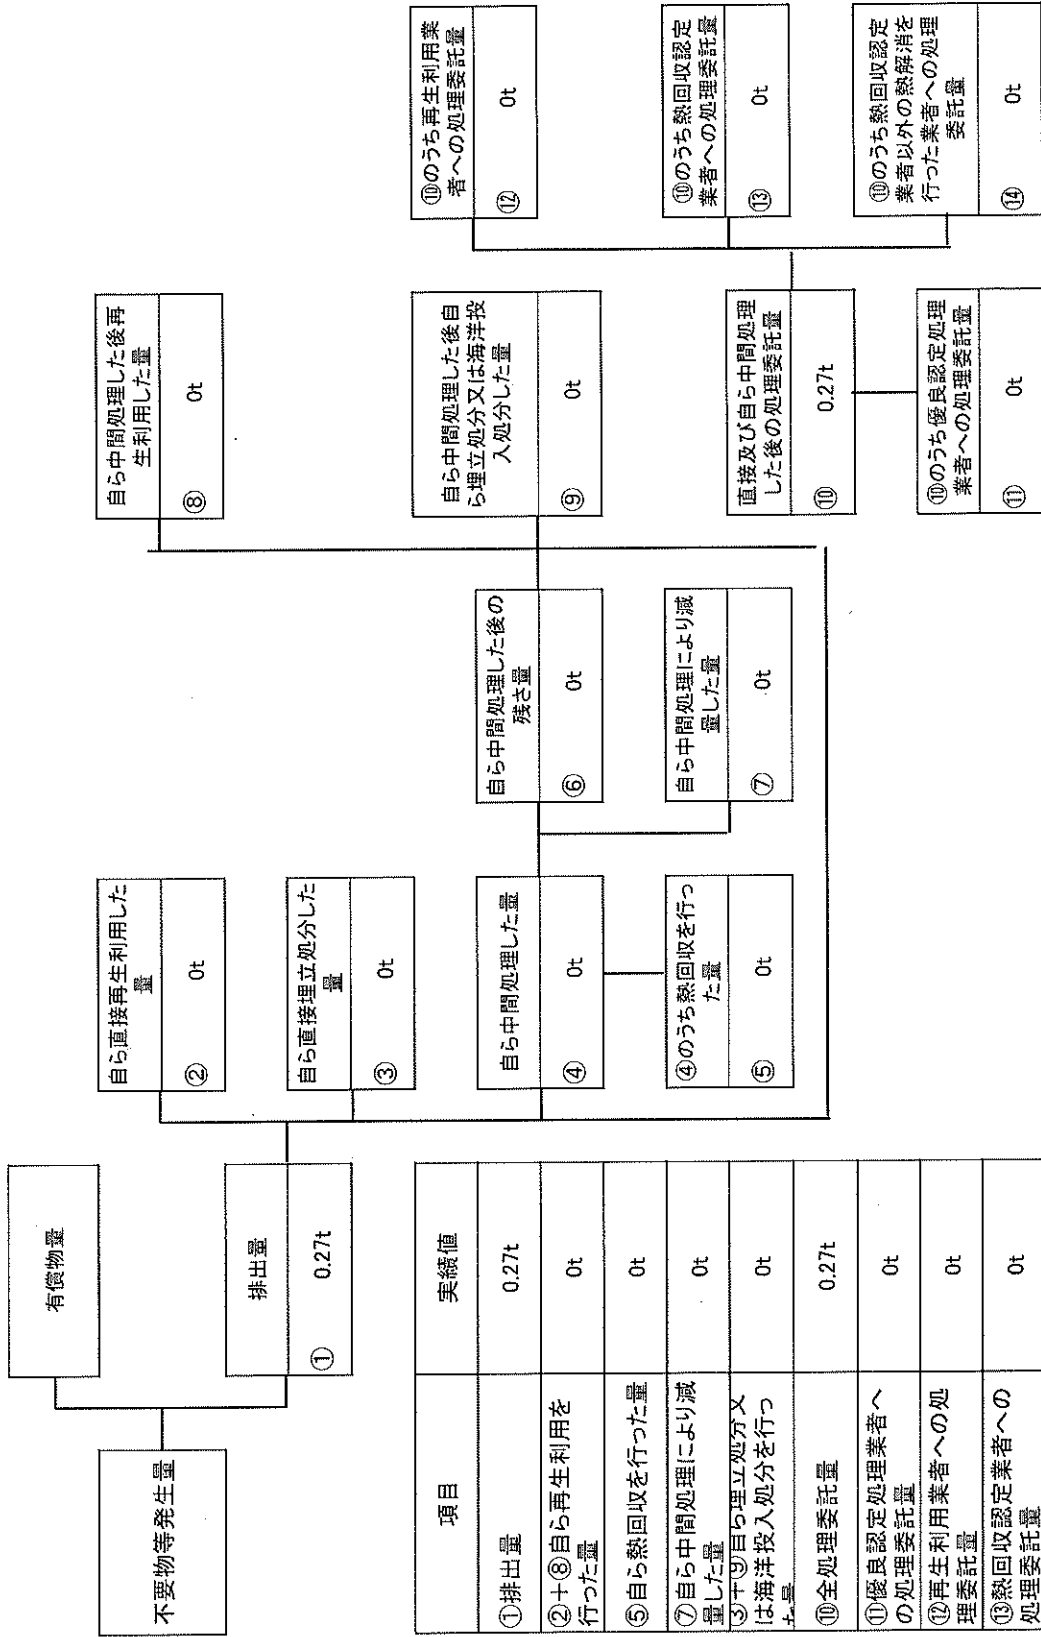 不要物等発生量
有償物量
排出量
① 0.27t
自ら直接再生利用した
量
② 0t
自ら直接埋立処分した
量
③ 0t
自ら中間処理した量
④ 0t
④のうち熱回収を行っ
た量
⑤ 0t
自ら中間処理した後の
残さ量
⑥ 0t
自ら中間処理により減
量した量
⑦ 0t
自ら中間処理した後再
生利用した量
⑧ 0t
自ら中間処理した後自
ら埋立処分又は海洋投
入処分した量
⑨ 0t
直接及び自ら中間処理
した後の処理委託量
⑩ 0.27t
⑩のうち優良認定処理
業者への処理委託量
⑪ 0t
⑩のうち再生利用業
者への処理委託量
⑫ 0t
⑩のうち熱回収認定
業者への処理委託量
⑬ 0t
⑩のうち熱回収認定
業者以外の熱解消を
行った業者への処理
委託量
⑭ 0t
項目 実績値
①排出量 0.27t
②+⑧自ら再生利用を
行った量 0t
⑤自ら熱回収を行った量 0t
⑦自ら中間処理により減
量した量 0t
③+⑨自ら埋立処分又
は海洋投入処分を行っ
た量 0t
⑩全処理委託量 0.27t
⑪優良認定処理業者へ
の処理委託量 0t
⑫再生利用業者への処
理委託量 0t
⑬熱回収認定業者への
処理委託量 0t